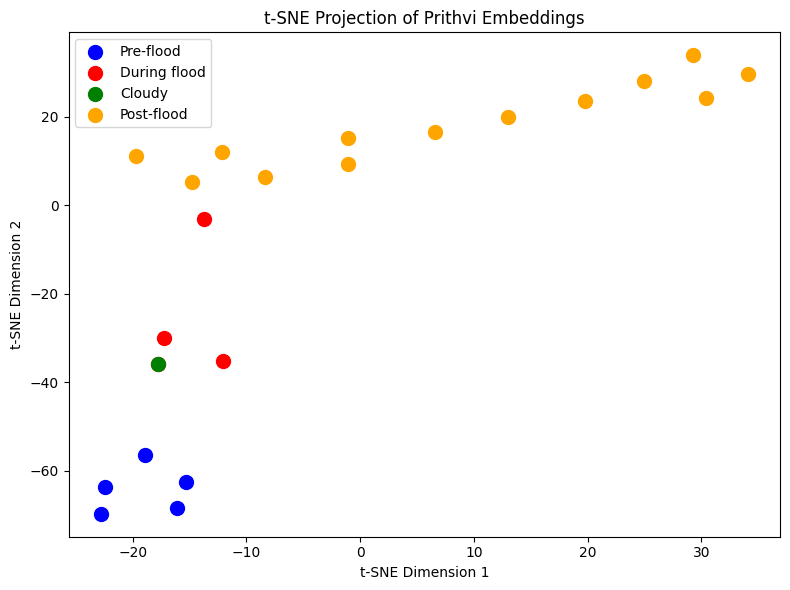 t-SNE Projection of Prithvi Embeddings
Pre-flood
During flood
Cloudy
Post-flood
20
0
−20
−40
−60
t-SNE Dimension 2
−20
−10
0
10
20
30
t-SNE Dimension 1